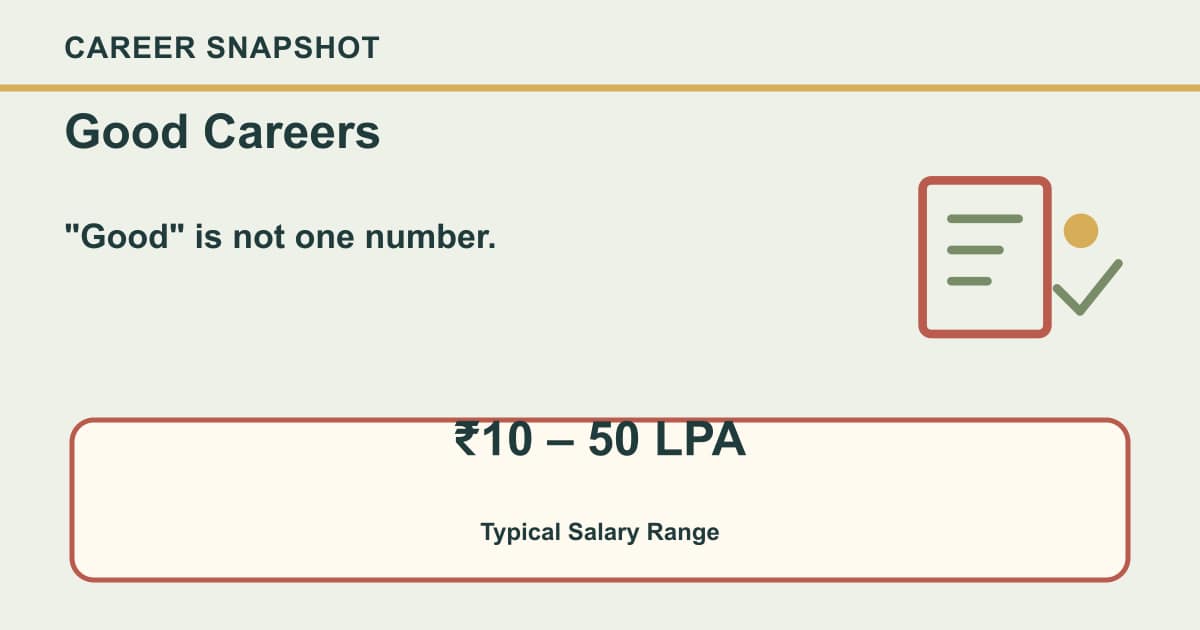 CAREER SNAPSHOT
Good Careers
"Good" is not one number.
₹10 – 50 LPA
Typical Salary Range